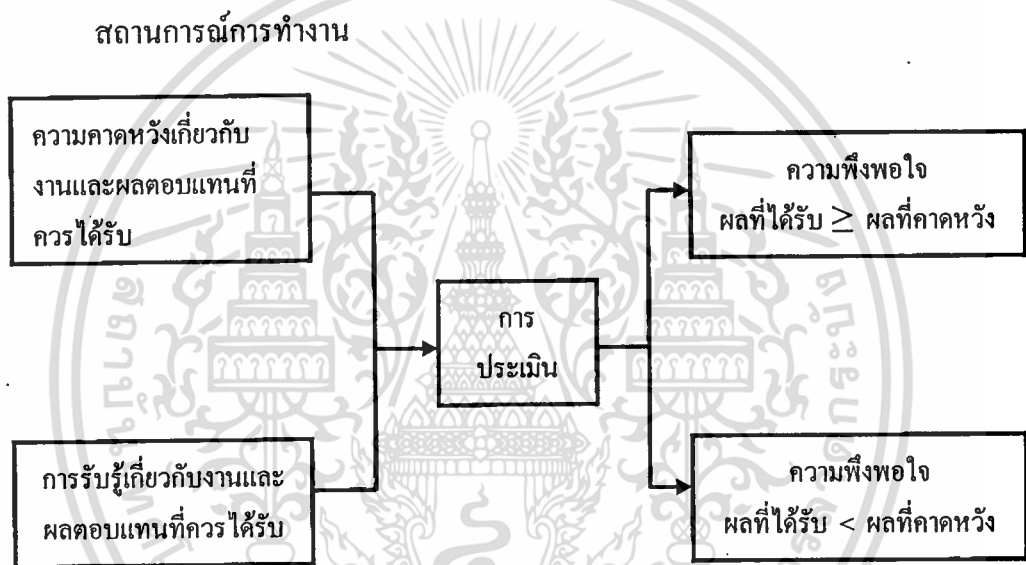 สถานการณ์การทำงาน
ความคาดหวังเกี่ยวกับ
งานและผลตอบแทนที่
ควรได้รับ
การรับรู้เกี่ยวกับงานและ
ผลตอบแทนที่ควรได้รับ
การ
ประเมิน
ความพึงพอใจ
ผลที่ได้รับ ≥ ผลที่คาดหวัง
ความพึงพอใจ
ผลที่ได้รับ < ผลที่คาดหวัง